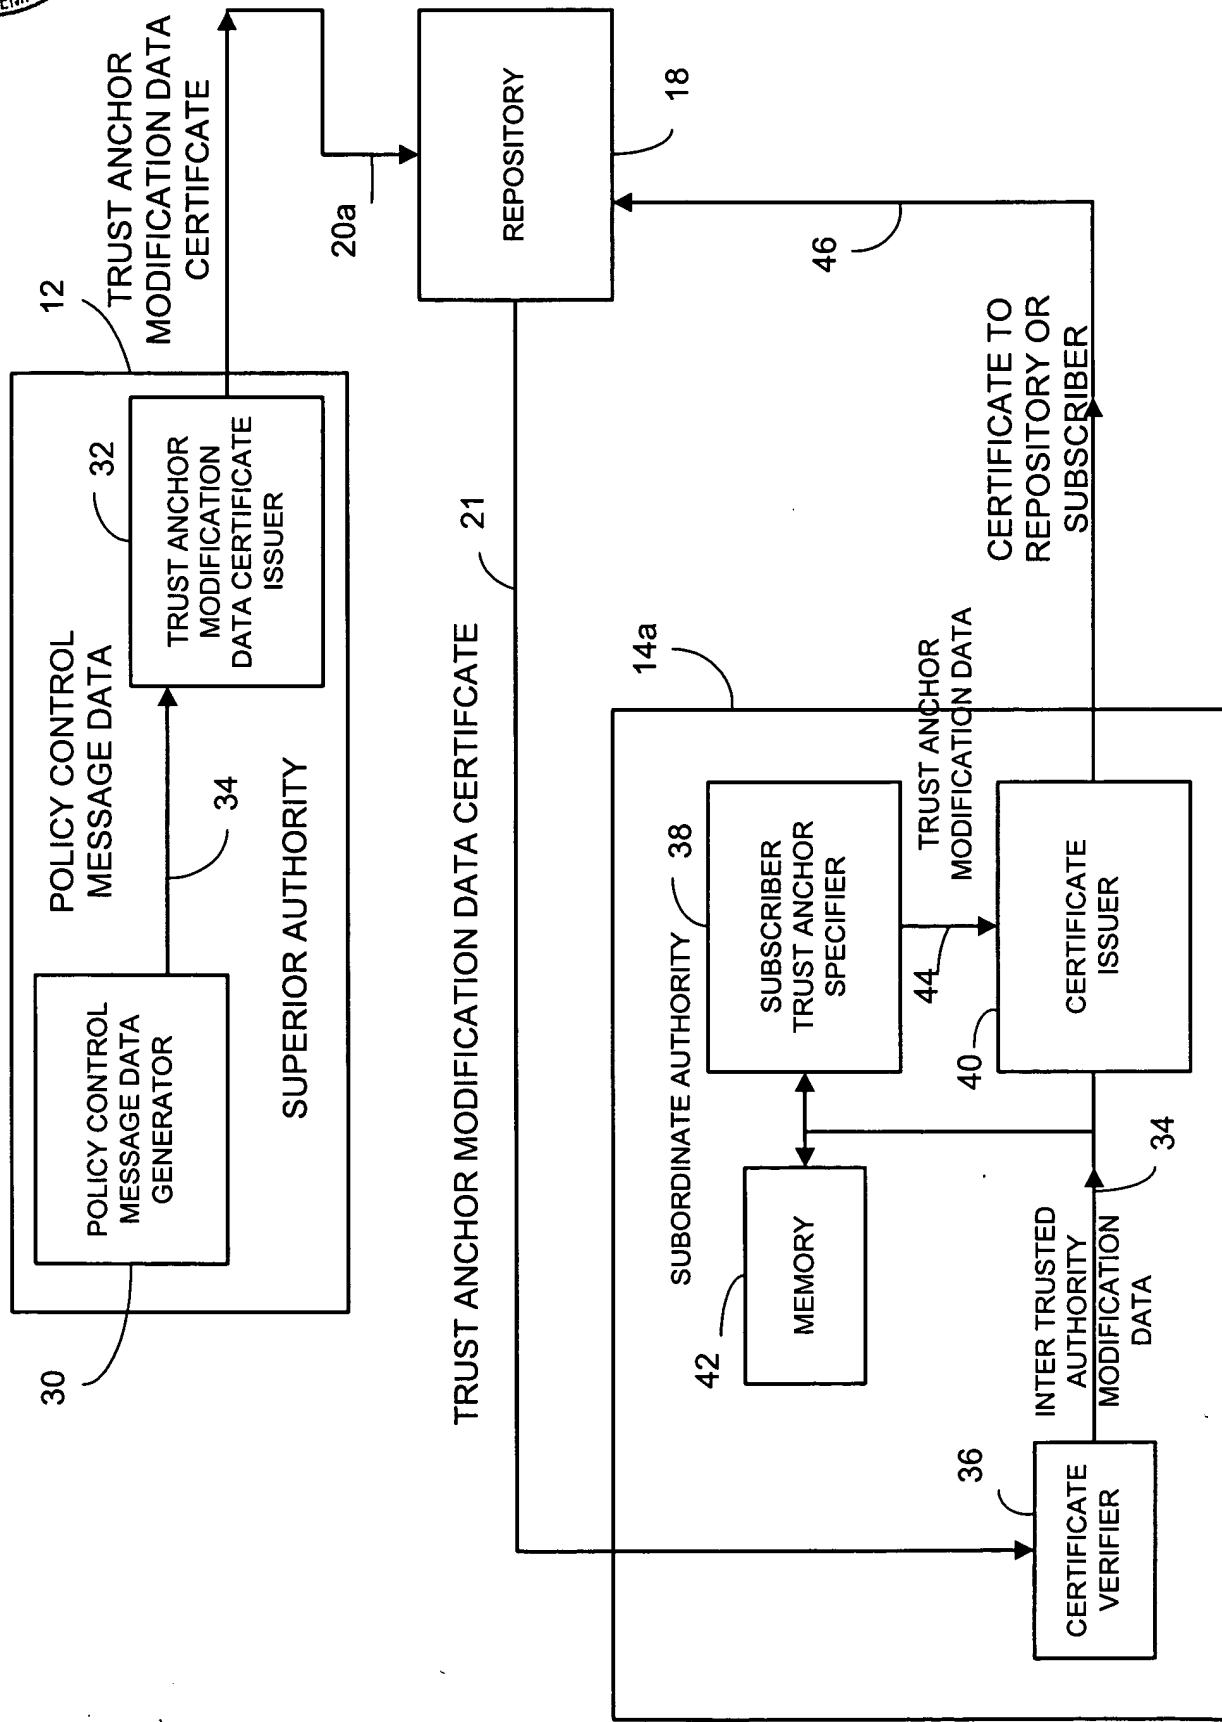 12
POLICY CONTROL
MESSAGE DATA
32
TRUST ANCHOR
MODIFICATION DATA
CERTIFCATE
30
POLICY CONTROL
MESSAGE DATA
GENERATOR
34
TRUST ANCHOR
MODIFICATION
DATA CERTIFICATE
ISSUER
SUPERIOR AUTHORITY
20a
TRUST ANCHOR MODIFICATION DATA CERTIFCATE
21
REPOSITORY
18
14a
SUBORDINATE AUTHORITY
38
42
MEMORY
SUBSCRIBER
TRUST ANCHOR
SPECIFIER
46
44
TRUST ANCHOR
MODIFICATION DATA
36
CERTIFICATE
VERIFIER
INTER TRUSTED
AUTHORITY
MODIFICATION
DATA
34
40
CERTIFICATE
ISSUER
CERTIFICATE TO
REPOSITORY OR
SUBSCRIBER